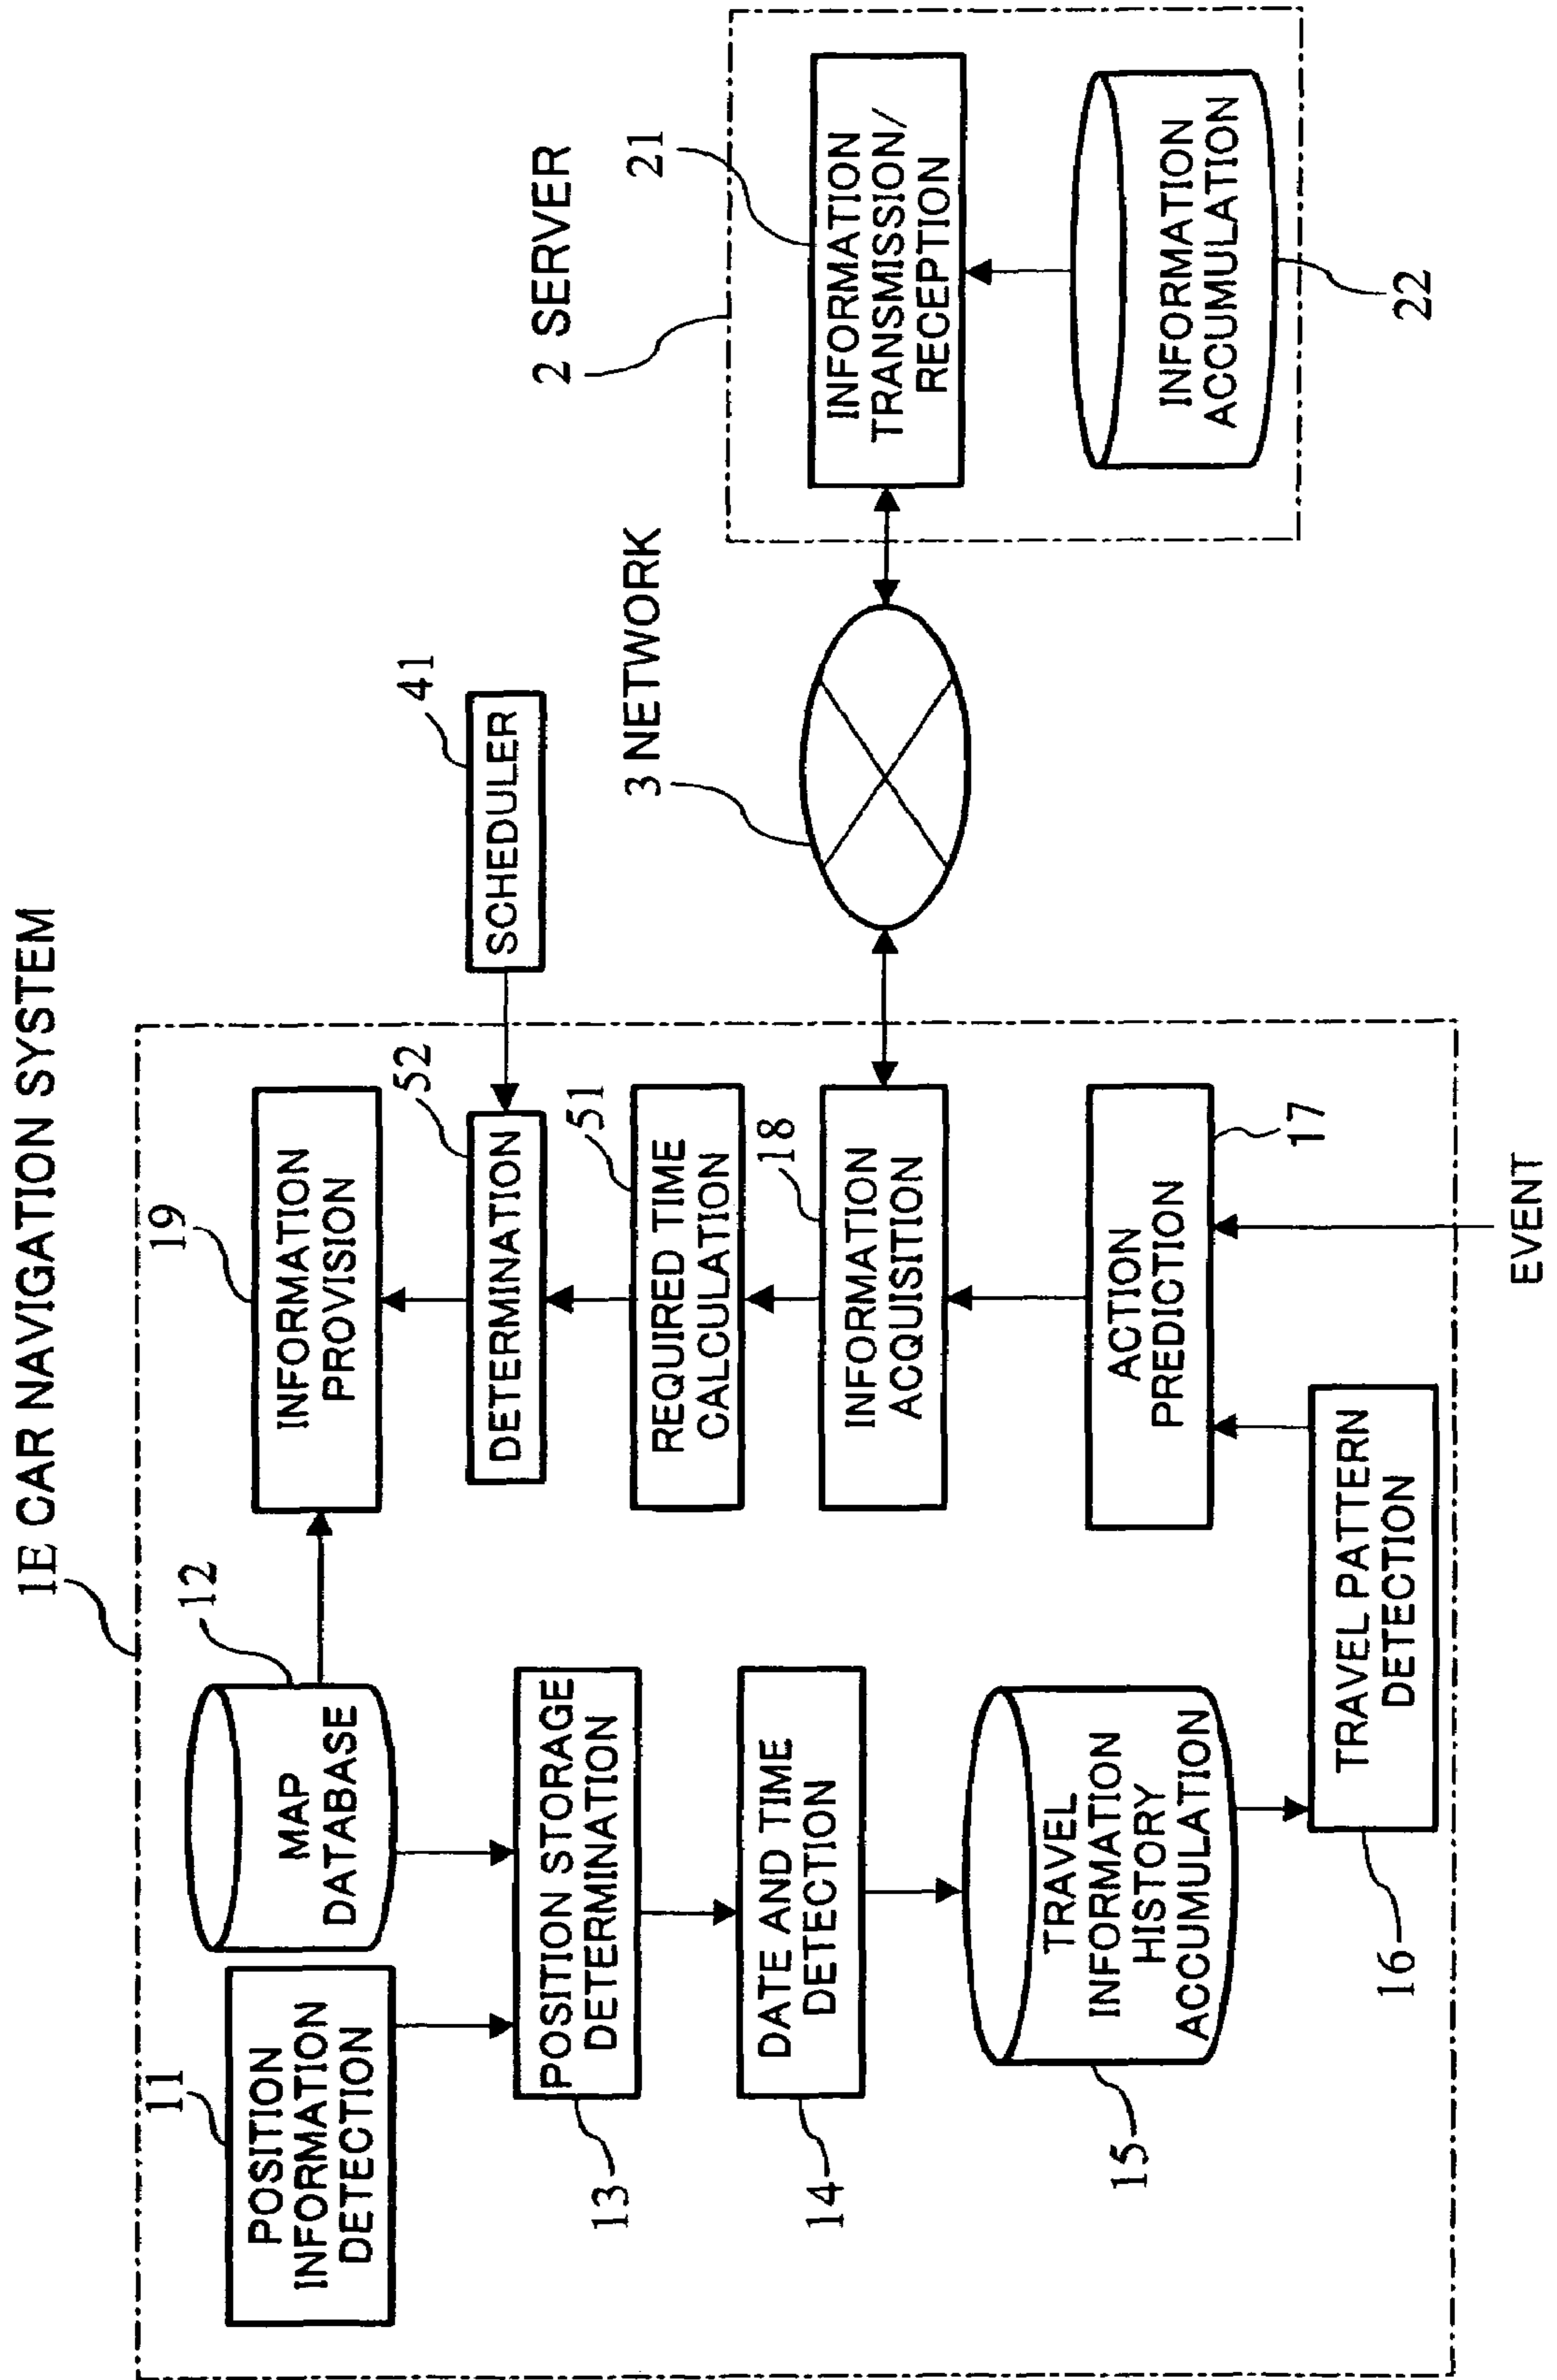 1E CAR NAVIGATION SYSTEM
11
POSITION
INFORMATION
DETECTION
12
MAP
DATABASE
19
INFORMATION
PROVISION
13
POSITION STORAGE
DETERMINATION
52
DETERMINATION
41
SCHEDULER
14
DATE AND TIME
DETECTION
51
REQUIRED TIME
CALCULATION
15
TRAVEL
INFORMATION
HISTORY
ACCUMULATION
18
INFORMATION
ACQUISITION
3 NETWORK
2 SERVER
21
INFORMATION
TRANSMISSION/
RECEPTION
INFORMATION
ACCUMULATION
22
ACTION
PREDICTION
17
16
TRAVEL PATTERN
DETECTION
EVENT